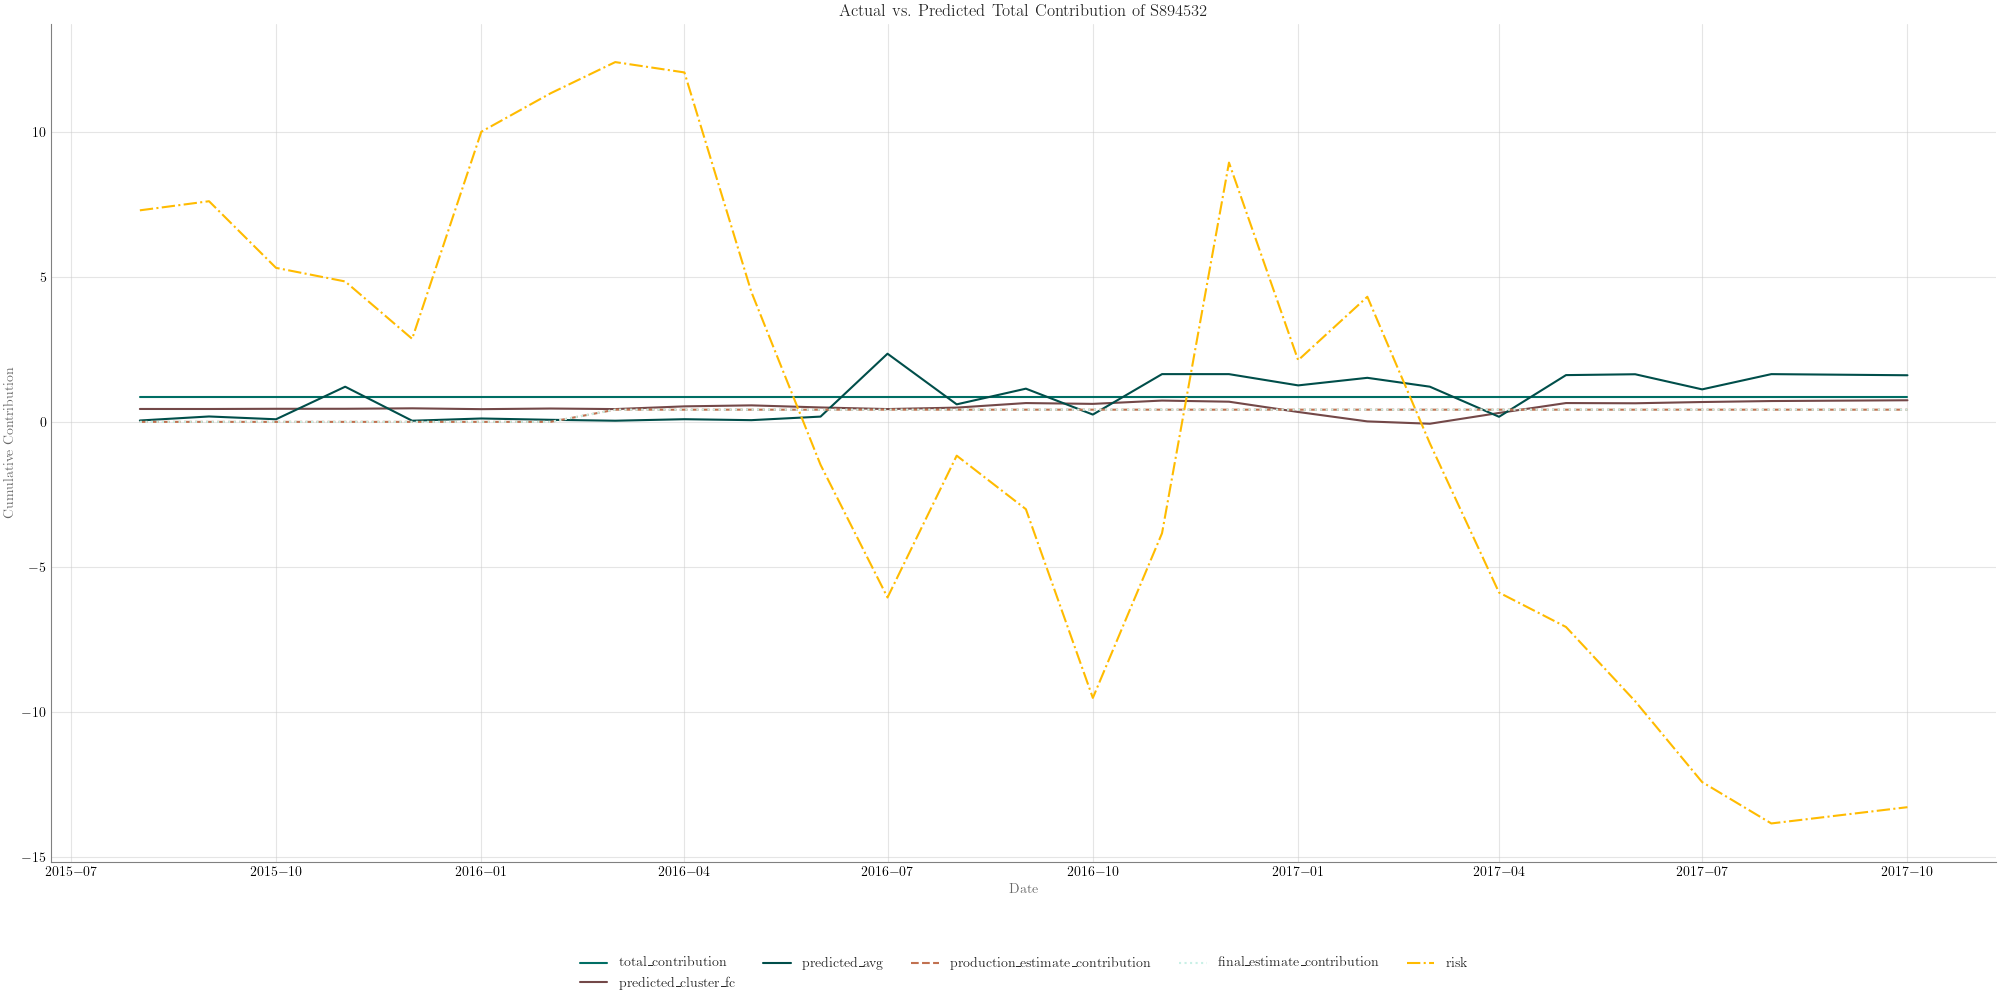 Actual vs. Predicted Total Contribution of S894532
Cumulative Contribution
10
5
0
−5
−10
−15
2015−07 2015−10 2016−01 2016−04 2016−07 2016−10 2017−01 2017−04 2017−07 2017−10
Date
total_contribution predicted_avg production_estimate_contribution final_estimate_contribution risk
predicted_cluster_fc